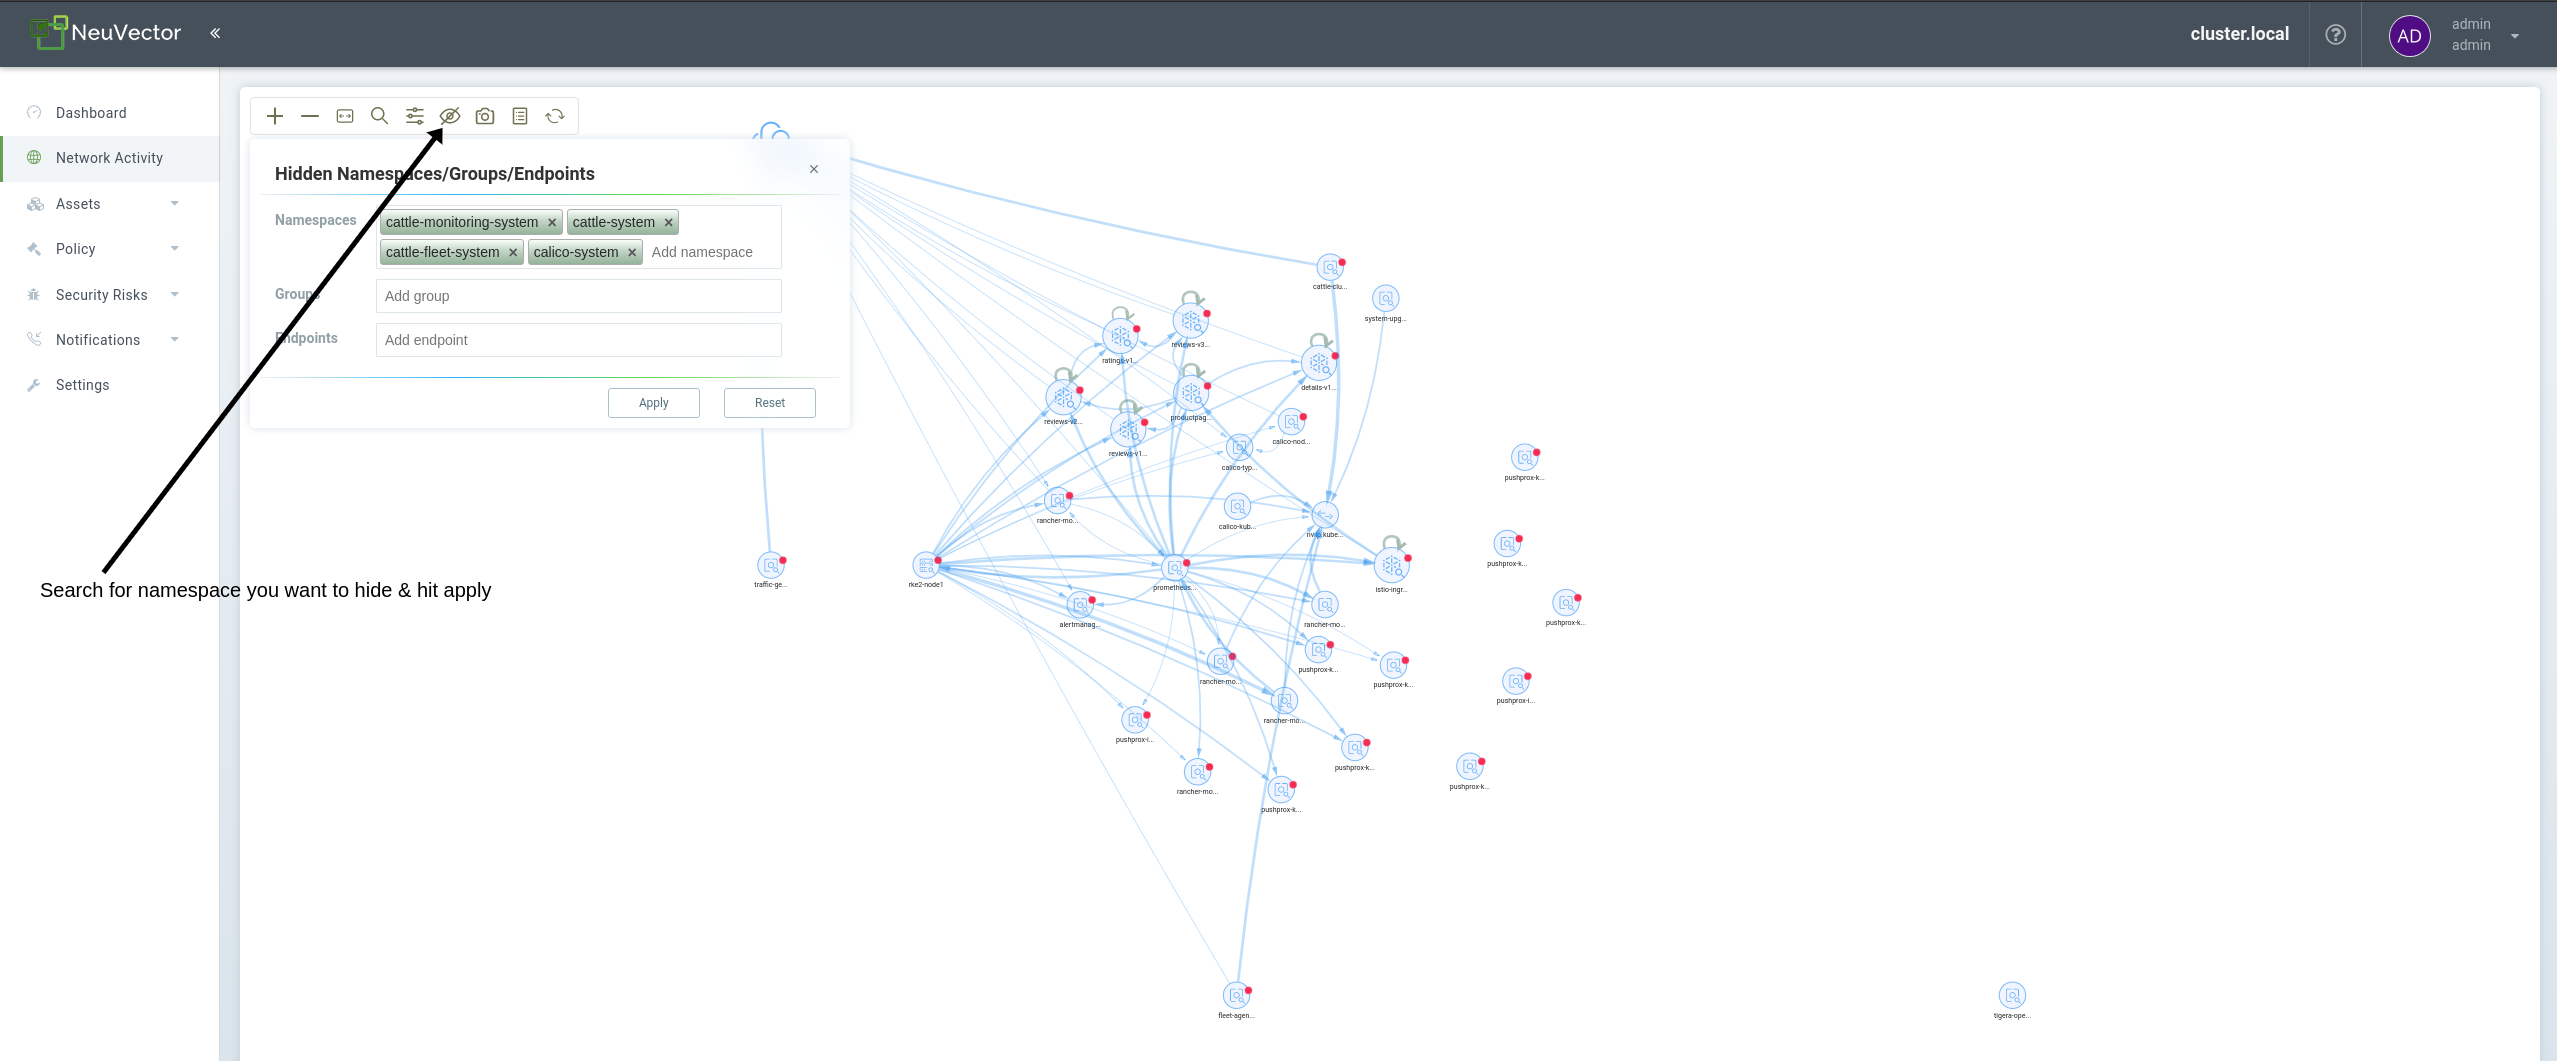 NeuVector «
cluster.local
?
AD
admin
admin
Dashboard
Network Activity
Assets
Policy
Security Risks
Notifications
Settings
Hidden Namespaces/Groups/Endpoints ×
Namespaces
cattle-monitoring-system × cattle-system ×
cattle-fleet-system × calico-system × Add namespace
Groups Add group
Endpoints Add endpoint
Apply Reset
Search for namespace you want to hide & hit apply
cattle-clu...
system-upg...
reviews-v3...
ratings-v1...
details-v1...
reviews-v2...
productpag...
calico-nod...
reviews-v1...
calico-typ...
pushprox-k...
rancher-mo...
calico-kub...
nvip.kube...
pushprox-k...
traffic-ge...
rke2-node1
prometheus...
istio-ingr...
alertmanag...
rancher-mo...
pushprox-k...
pushprox-k...
rancher-mo...
pushprox-k...
pushprox-i...
rancher-mo...
pushprox-i...
pushprox-k...
rancher-mo...
pushprox-k...
pushprox-k...
fleet-agen...
tigera-ope...